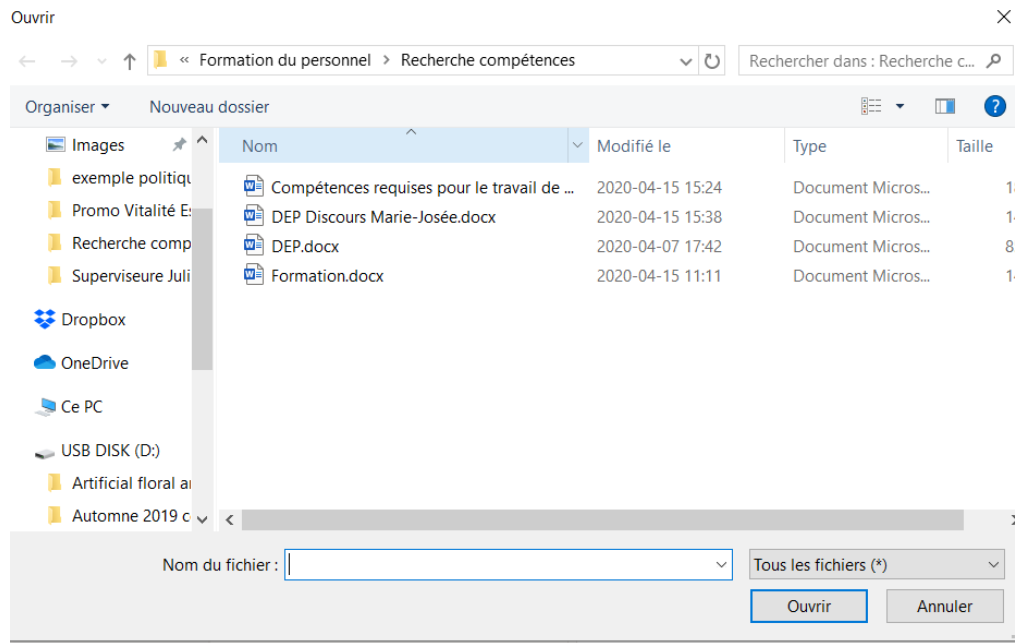 Ouvrir
« Formation du personnel > Recherche compétences
Rechercher dans : Recherche c...
Organiser
Nouveau dossier
Nom
Modifié le
Type
Taille
Images
exemple politiqu
Promo Vitalité E
Recherche comp
Superviseure Juli
Dropbox
OneDrive
Ce PC
USB DISK (D:)
Artificial floral a
Automne 2019 c
Compétences requises pour le travail de ... 2020-04-15 15:24 Document Micros... 1
DEP Discours Marie-Josée.docx 2020-04-15 15:38 Document Micros... 1
DEP.docx 2020-04-07 17:42 Document Micros... 8
Formation.docx 2020-04-15 11:11 Document Micros... 1
Nom du fichier :
Tous les fichiers (*)
Ouvrir
Annuler